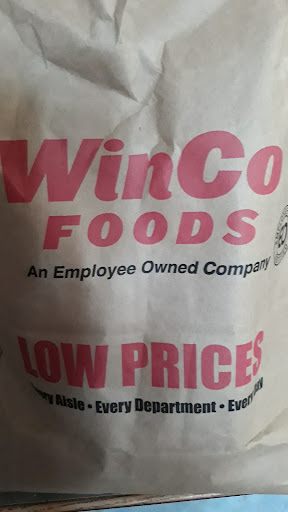 WinCo
FOODS
An Employee Owned Company
LOW PRICES
Aisle • Every Department •